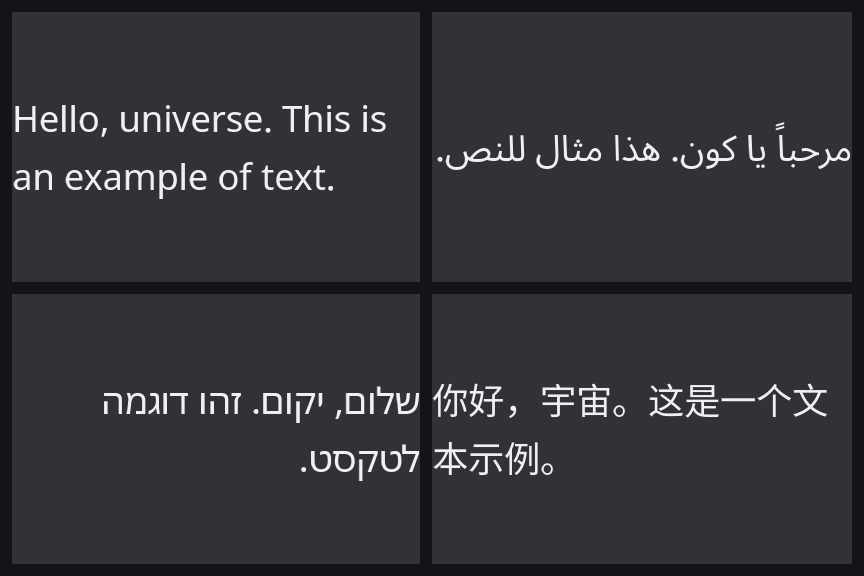 Hello, universe. This is
an example of text.
مرحباً يا كون. هذا مثال للنص.
שלום, יקום. זהו דוגמה
לטקסט.
你好，宇宙。这是一个文
本示例。